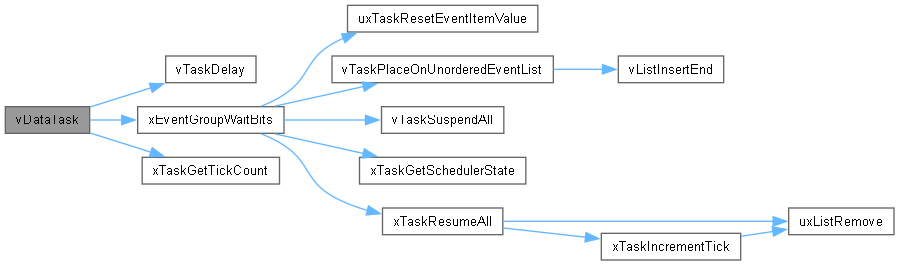 uxTaskResetEventItemValue
vTaskDelay
vTaskPlaceOnUnorderedEventList
vListInsertEnd
vDataTask
xEventGroupWaitBits
vTaskSuspendAll
xTaskGetTickCount
xTaskGetSchedulerState
xTaskResumeAll
uxListRemove
xTaskIncrementTick